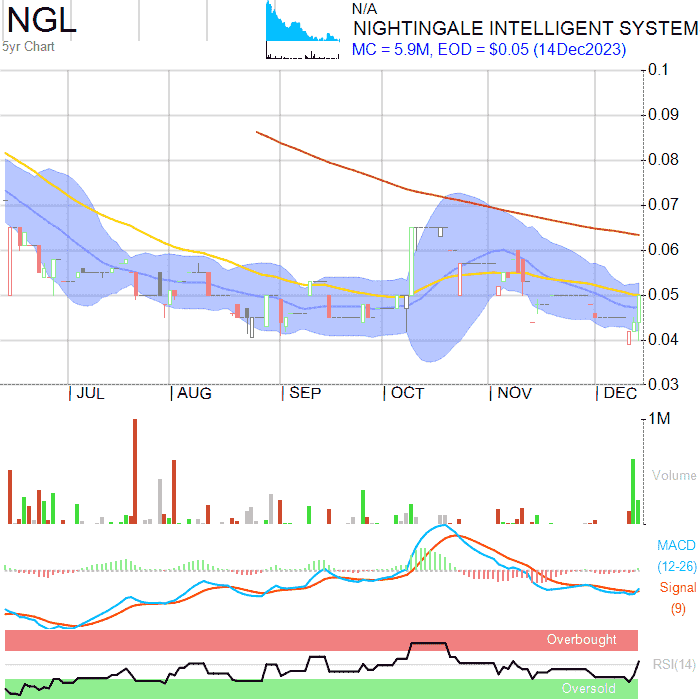 NGL
5yr Chart
N/A
NIGHTINGALE INTELLIGENT SYSTEM
MC = 5.9M, EOD = $0.05 (14Dec2023)
0.1
0.09
0.08
0.07
0.06
0.05
0.04
0.03
JUL AUG SEP OCT NOV DEC
1M
Volume
MACD
(12-26)
Signal
(9)
Overbought
RSI(14)
Oversold